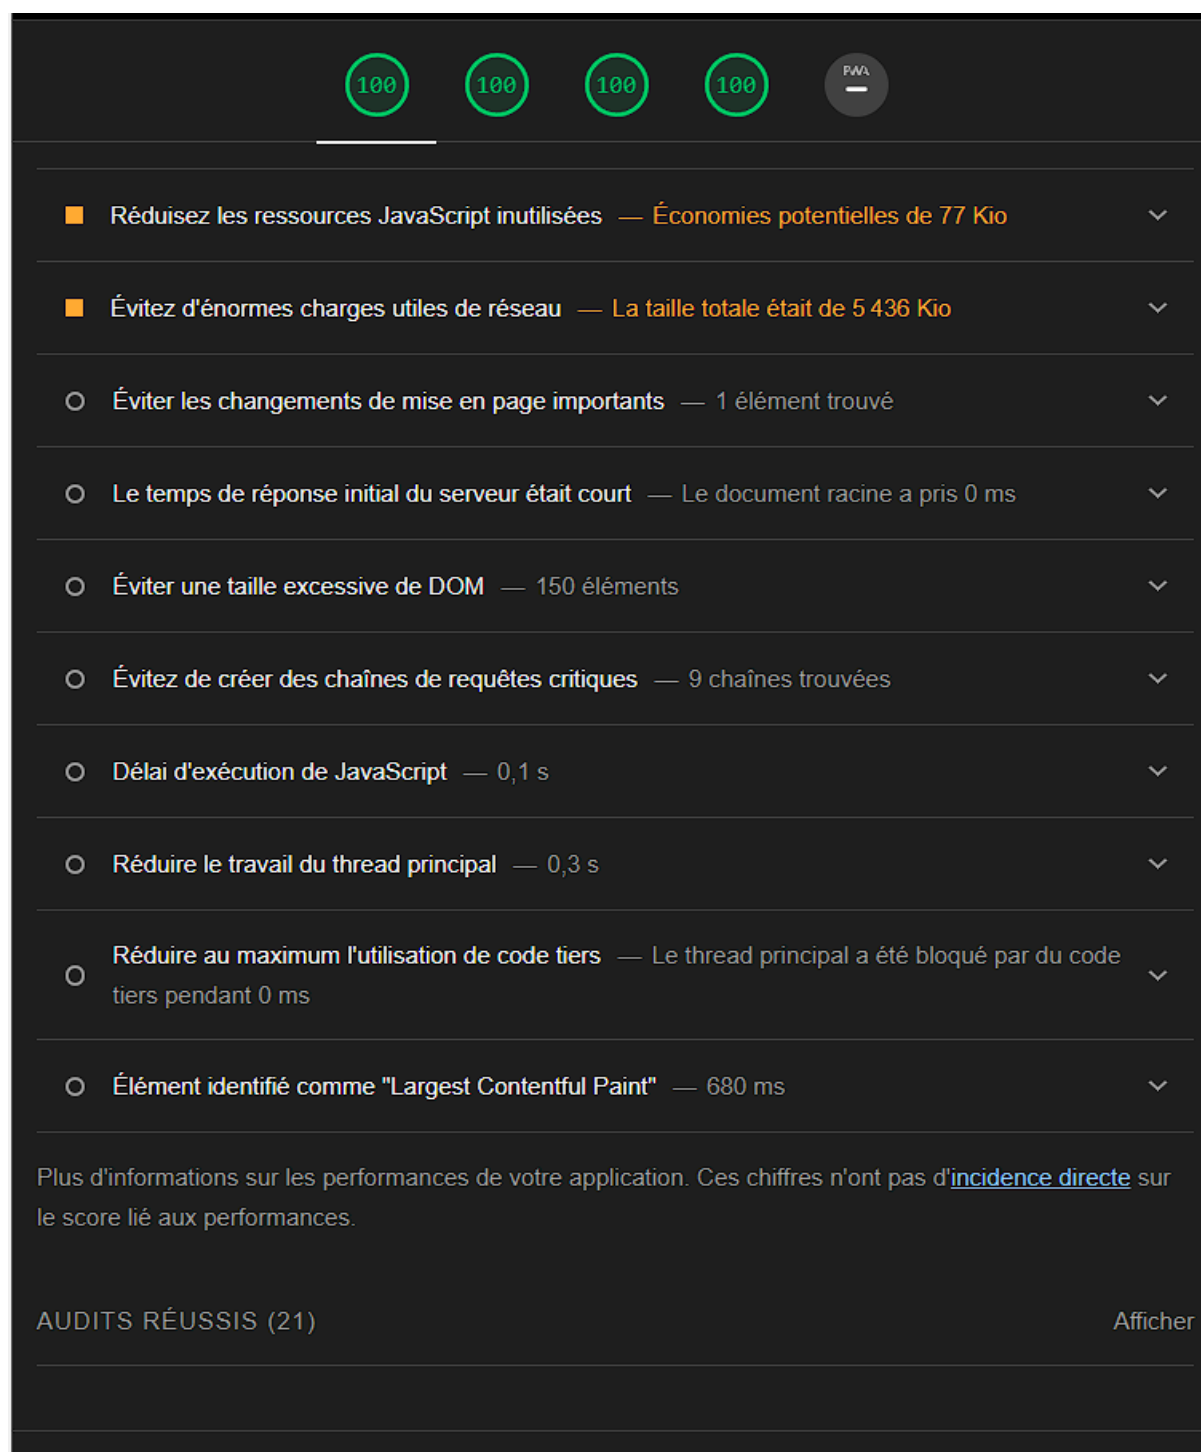 100 100 100 100 PWA
Réduisez les ressources JavaScript inutilisées — Économies potentielles de 77 Kio
Évitez d'énormes charges utiles de réseau — La taille totale était de 5 436 Kio
Éviter les changements de mise en page importants — 1 élément trouvé
Le temps de réponse initial du serveur était court — Le document racine a pris 0 ms
Éviter une taille excessive de DOM — 150 éléments
Évitez de créer des chaînes de requêtes critiques — 9 chaînes trouvées
Délai d'exécution de JavaScript — 0,1 s
Réduire le travail du thread principal — 0,3 s
Réduire au maximum l'utilisation de code tiers — Le thread principal a été bloqué par du code
tiers pendant 0 ms
Élément identifié comme "Largest Contentful Paint" — 680 ms
Plus d'informations sur les performances de votre application. Ces chiffres n'ont pas d'incidence directe sur
le score lié aux performances.
AUDITS RÉUSSIS (21) Afficher